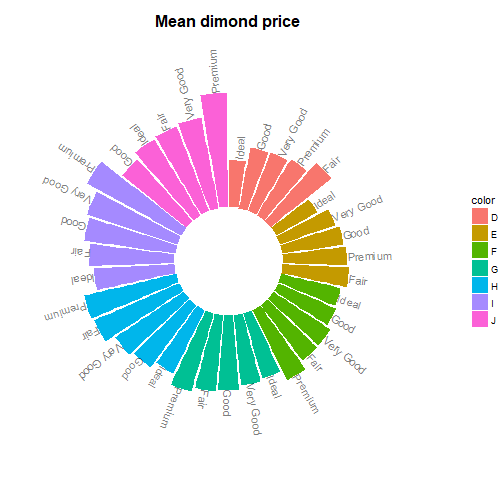 Mean dimond price
Ideal
Good
Very Good
Premium
Fair
Ideal
Very Good
Good
Premium
Fair
Ideal
Good
Very Good
Fair
Premium
Ideal
Very Good
Good
Fair
Premium
Ideal
Good
Very Good
Fair
Premium
Ideal
Fair
Good
Very Good
Premium
Good
Ideal
Fair
Very Good
Premium
color
D
E
F
G
H
I
J